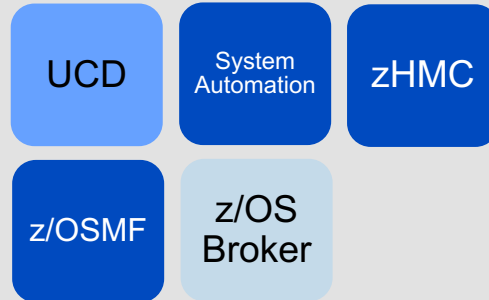 UCD
System
Automation
zHMC
z/OSMF
z/OS
Broker